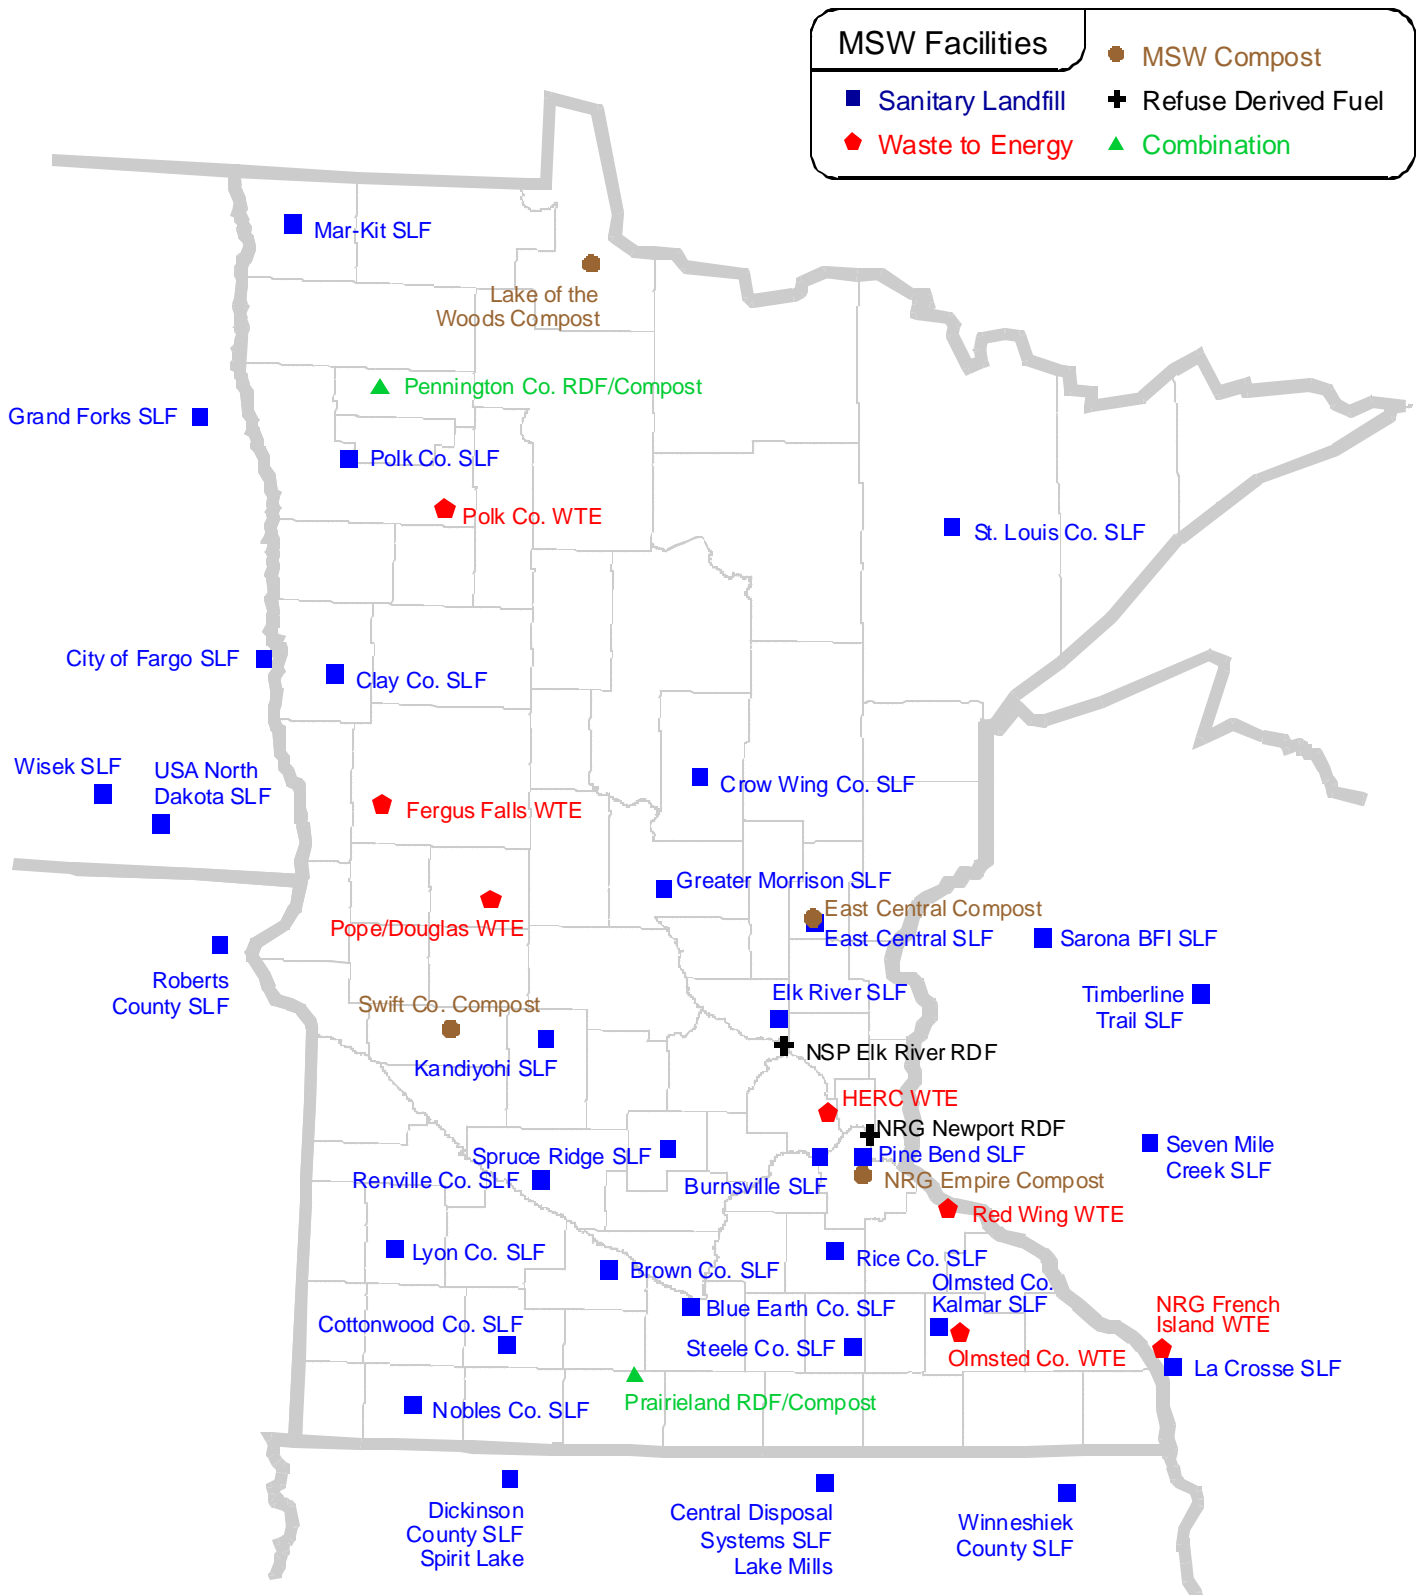 MSW Facilities
MSW Compost
Sanitary Landfill
Refuse Derived Fuel
Waste to Energy
Combination
Mar-Kit SLF
Lake of the
Woods Compost
Pennington Co. RDF/Compost
Grand Forks SLF
Polk Co. SLF
Polk Co. WTE
St. Louis Co. SLF
City of Fargo SLF
Clay Co. SLF
Wisek SLF
USA North
Dakota SLF
Crow Wing Co. SLF
Fergus Falls WTE
Greater Morrison SLF
East Central Compost
Pope/Douglas WTE
East Central SLF
Sarona BFI SLF
Roberts
County SLF
Elk River SLF
Timberline
Trail SLF
Swift Co. Compost
NSP Elk River RDF
Kandiyohi SLF
HERC WTE
NRG Newport RDF
Seven Mile
Creek SLF
Spruce Ridge SLF
Pine Bend SLF
Renville Co. SLF
Burnsville SLF
NRG Empire Compost
Red Wing WTE
Lyon Co. SLF
Rice Co. SLF
Brown Co. SLF
Olmsted Co.
Kalmar SLF
Blue Earth Co. SLF
NRG French
Island WTE
Cottonwood Co. SLF
Steele Co. SLF
Olmsted Co. WTE
La Crosse SLF
Nobles Co. SLF
Prairieland RDF/Compost
Dickinson
County SLF
Spirit Lake
Central Disposal
Systems SLF
Lake Mills
Winneshiek
County SLF